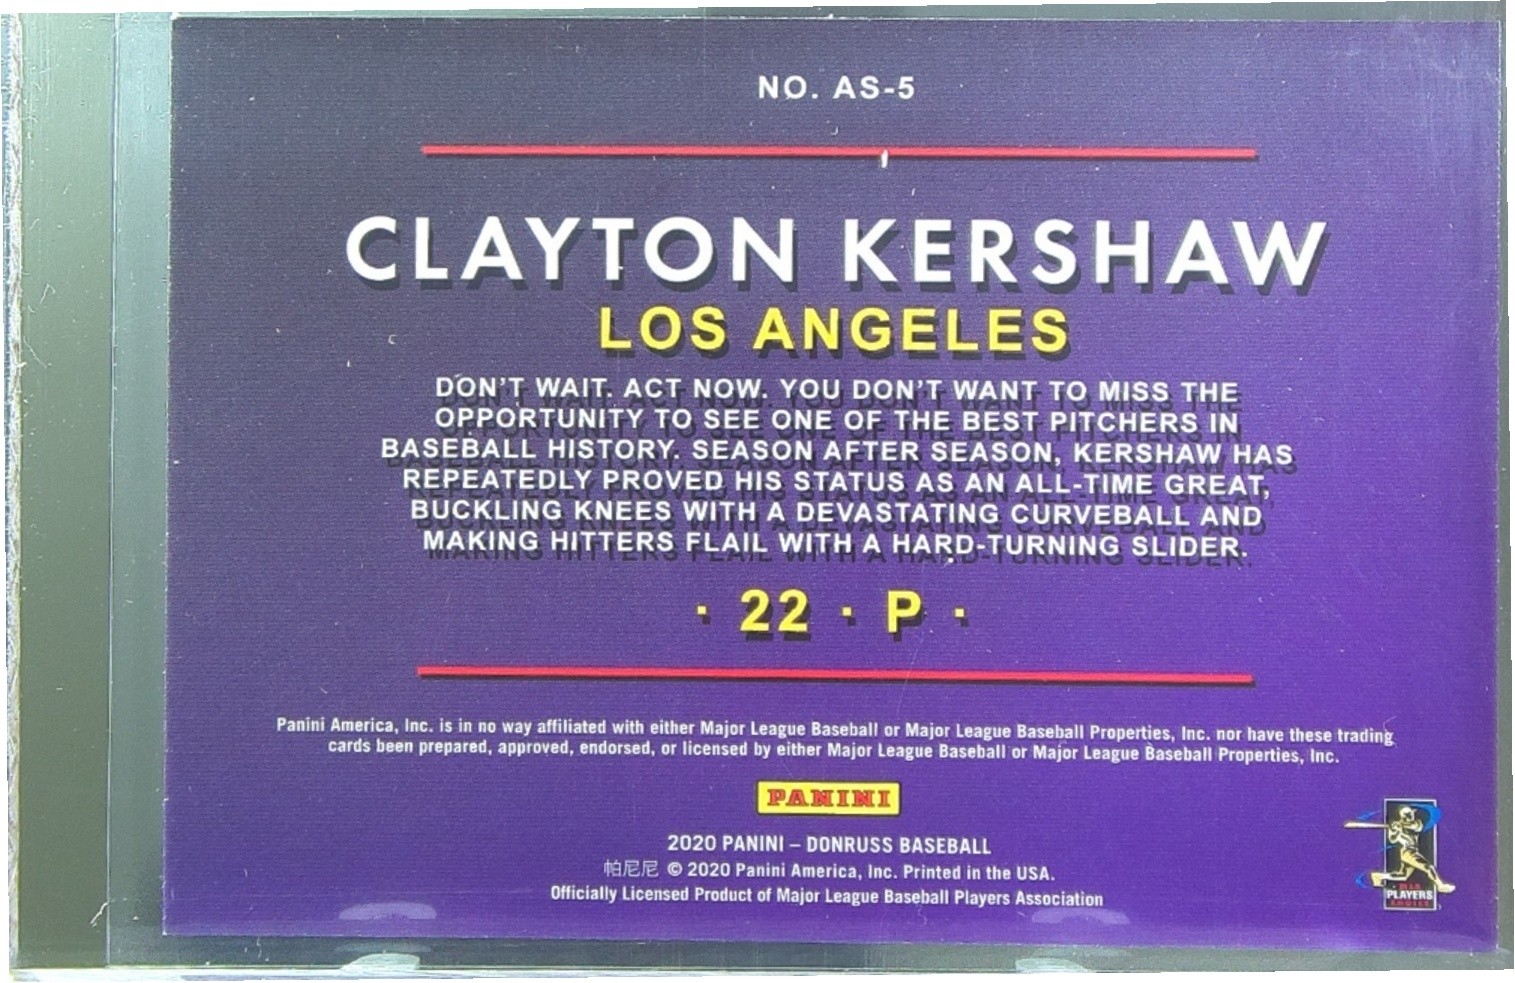 NO. AS-5
CLAYTON KERSHAW
LOS ANGELES
DON'T WAIT. ACT NOW. YOU DON'T WANT TO MISS THE
OPPORTUNITY TO SEE ONE OF THE BEST PITCHERS IN
BASEBALL HISTORY. SEASON AFTER SEASON, KERSHAW HAS
REPEATEDLY PROVED HIS STATUS AS AN ALL-TIME GREAT,
BUCKLING KNEES WITH A DEVASTATING CURVEBALL AND
MAKING HITTERS FLAIL WITH A HARD-TURNING SLIDER.
· 22 · P ·
Panini America, Inc. is in no way affiliated with either Major League Baseball or Major League Baseball Properties, Inc. nor have these trading
cards been prepared, approved, endorsed, or licensed by either Major League Baseball or Major League Baseball Properties, Inc.
PANINI
2020 PANINI – DONRUSS BASEBALL
帕尼尼 © 2020 Panini America, Inc. Printed in the USA.
Officially Licensed Product of Major League Baseball Players Association
MLB
PLAYERS
CHOICE